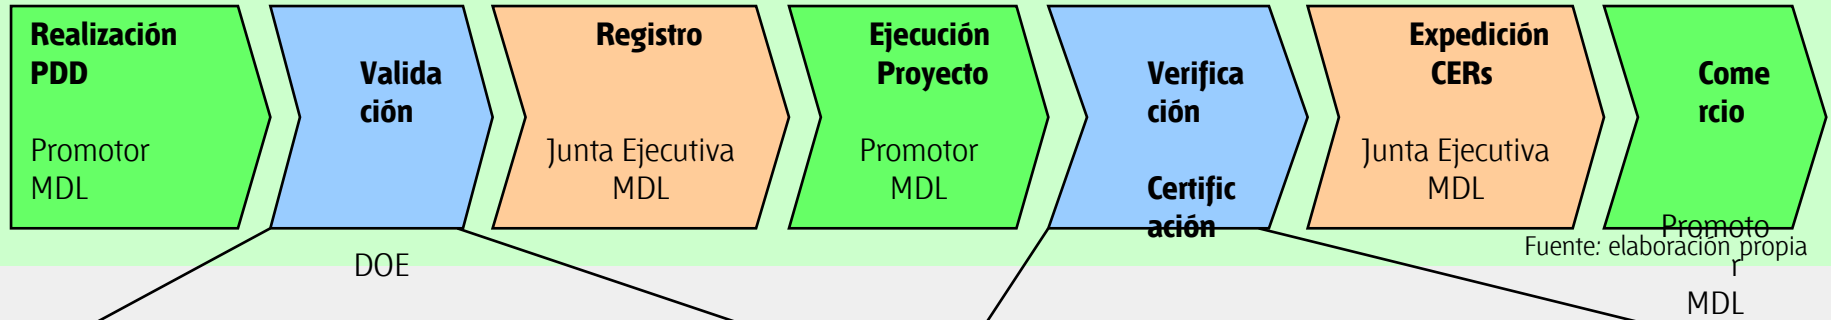 Realización
PDD
Promotor
MDL
Valida
ción
DOE
Registro
Junta Ejecutiva
MDL
Ejecución
Proyecto
Promotor
MDL
Verifica
ción
Certific
ación
Expedición
CERs
Junta Ejecutiva
MDL
Come
rcio
Promoto
r
MDL
Fuente: elaboración propia